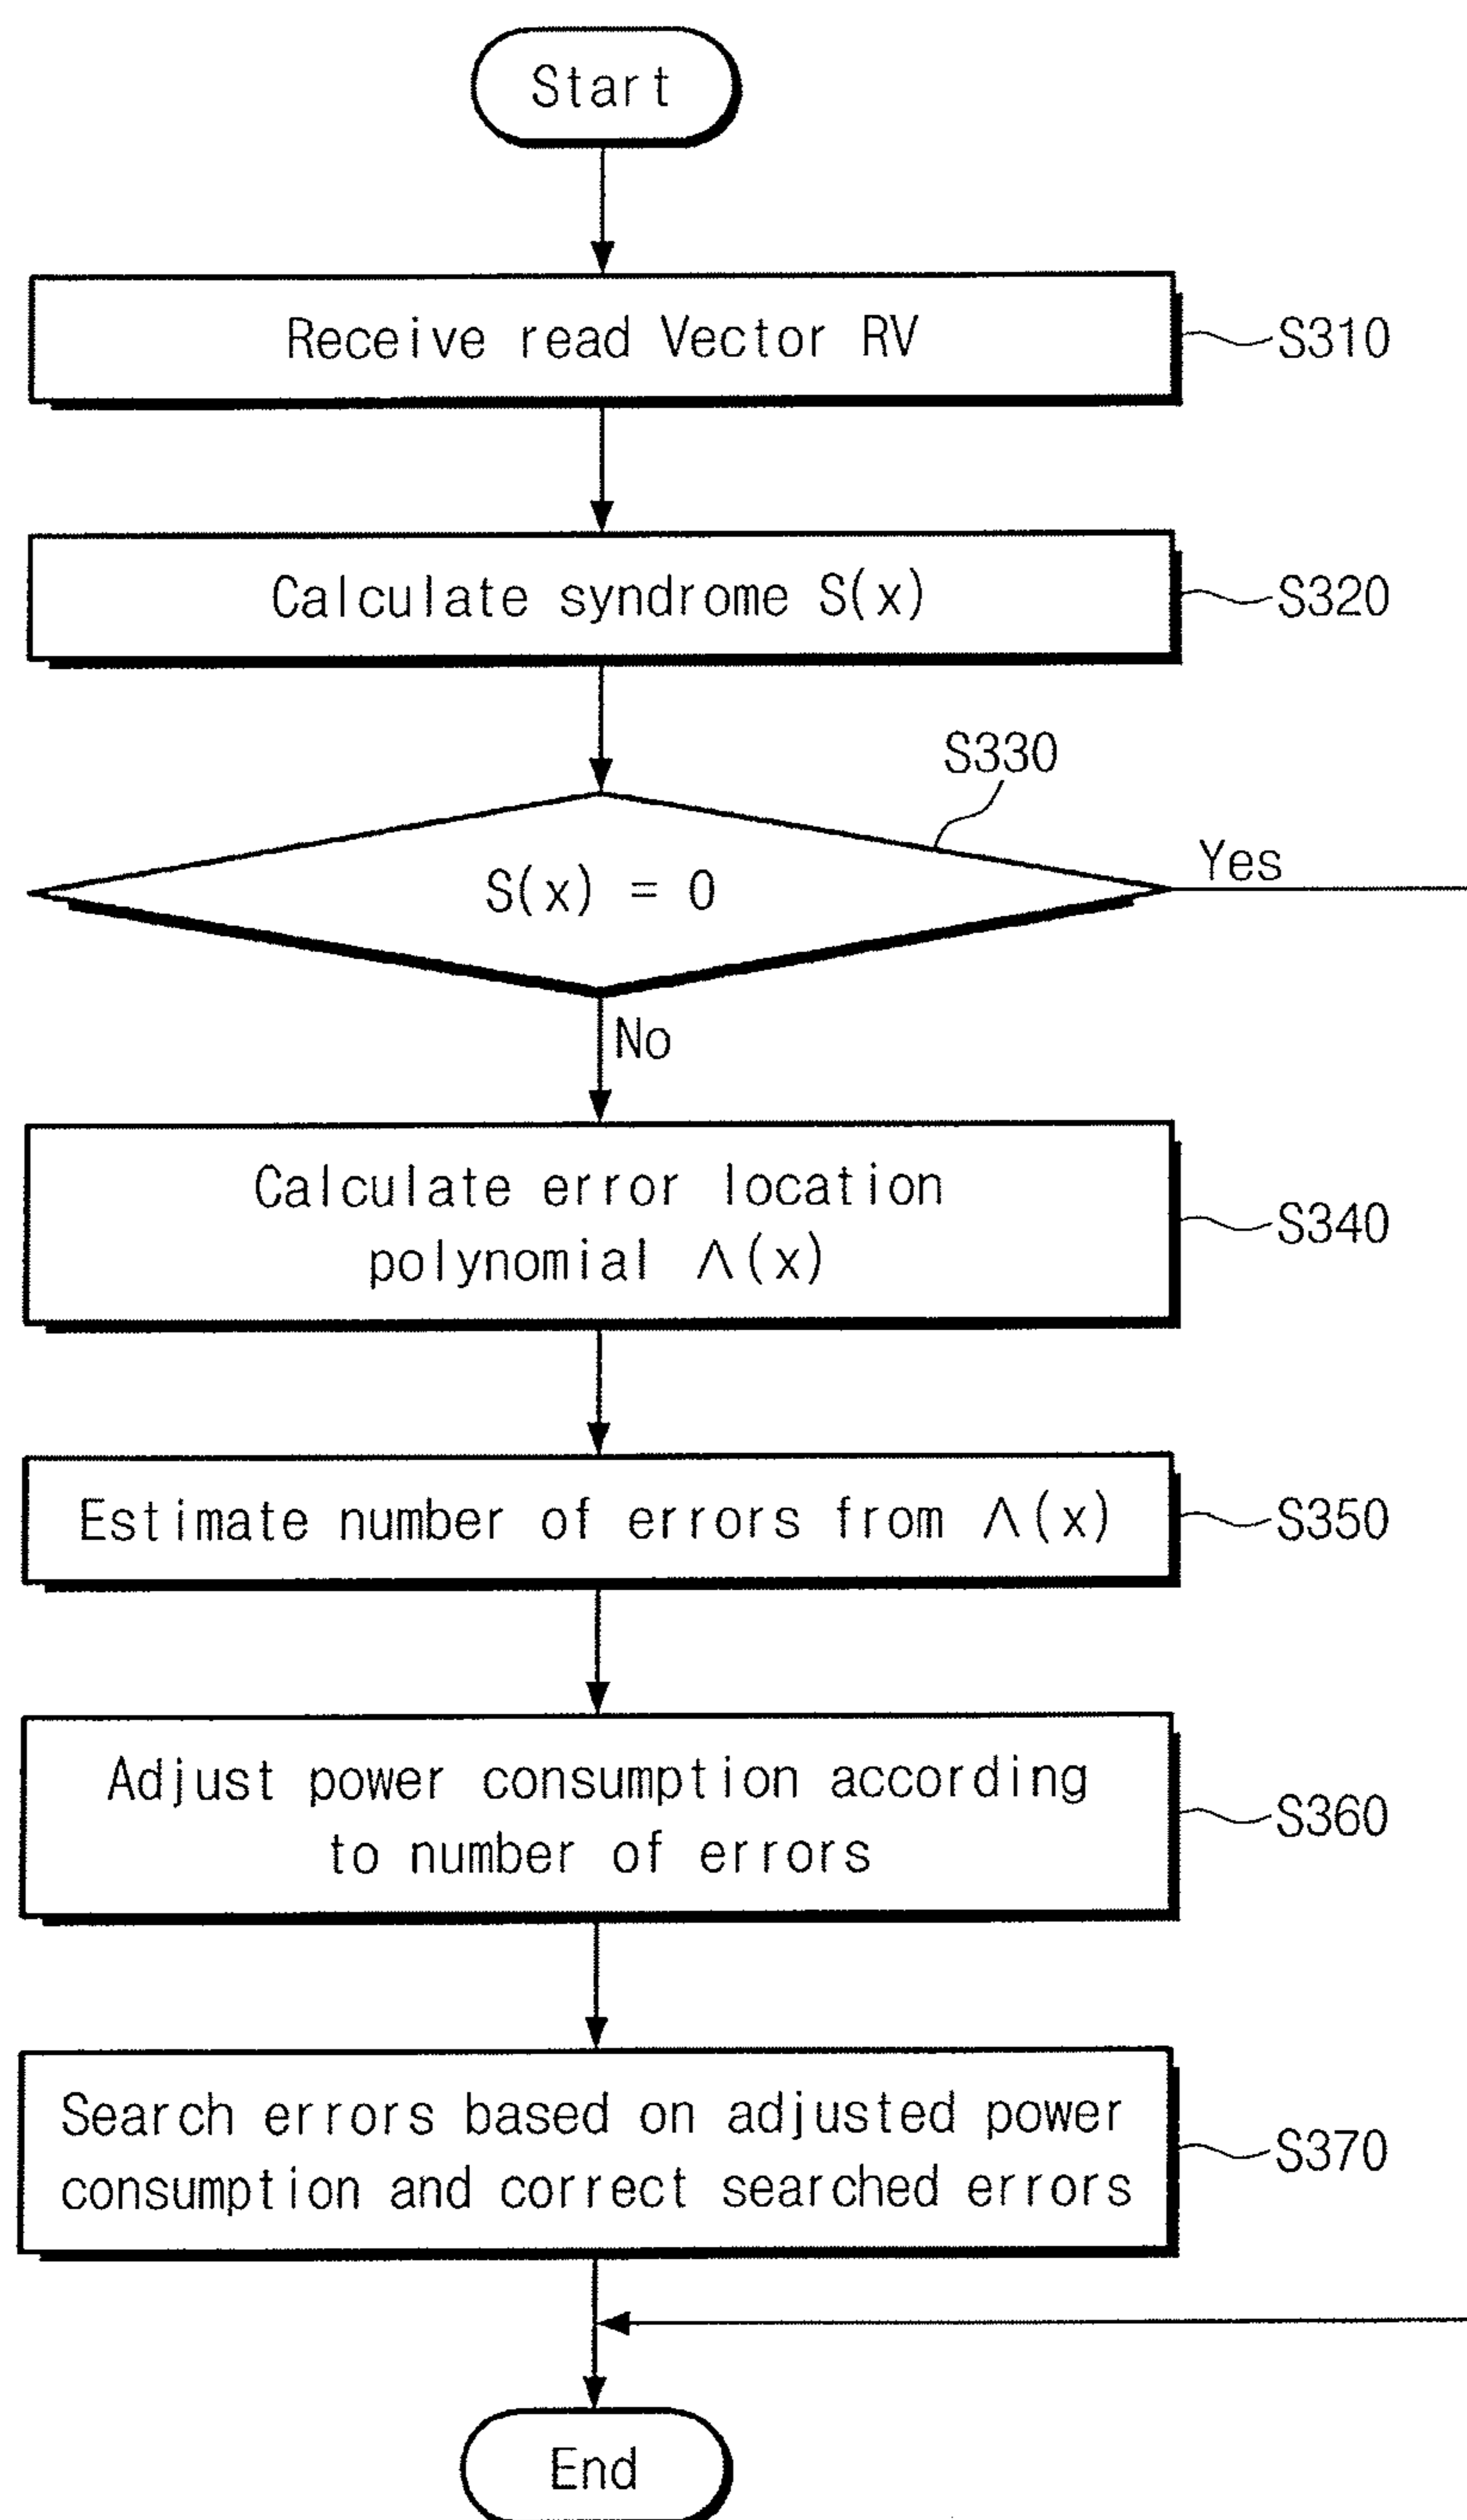 Start
Receive read Vector RV
S310
Calculate syndrome S(x)
S320
S330
S(x) = 0
Yes
No
Calculate error location
polynomial Λ(x)
S340
Estimate number of errors from Λ(x)
S350
Adjust power consumption according
to number of errors
S360
Search errors based on adjusted power
consumption and correct searched errors
S370
End